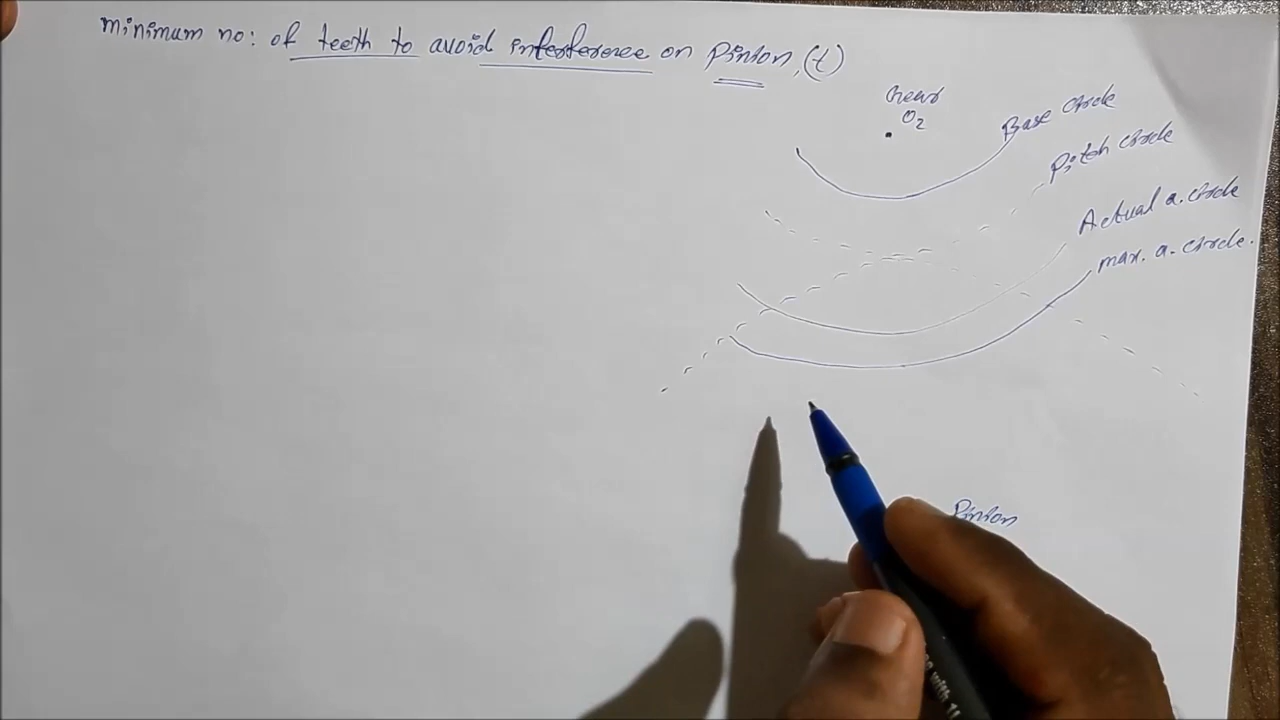 minimum no: of teeth to avoid interference on Pinion, (t)
Gear
O2
Base circle
Pitch circle
Actual a. circle
max. a. circle.
Pinion